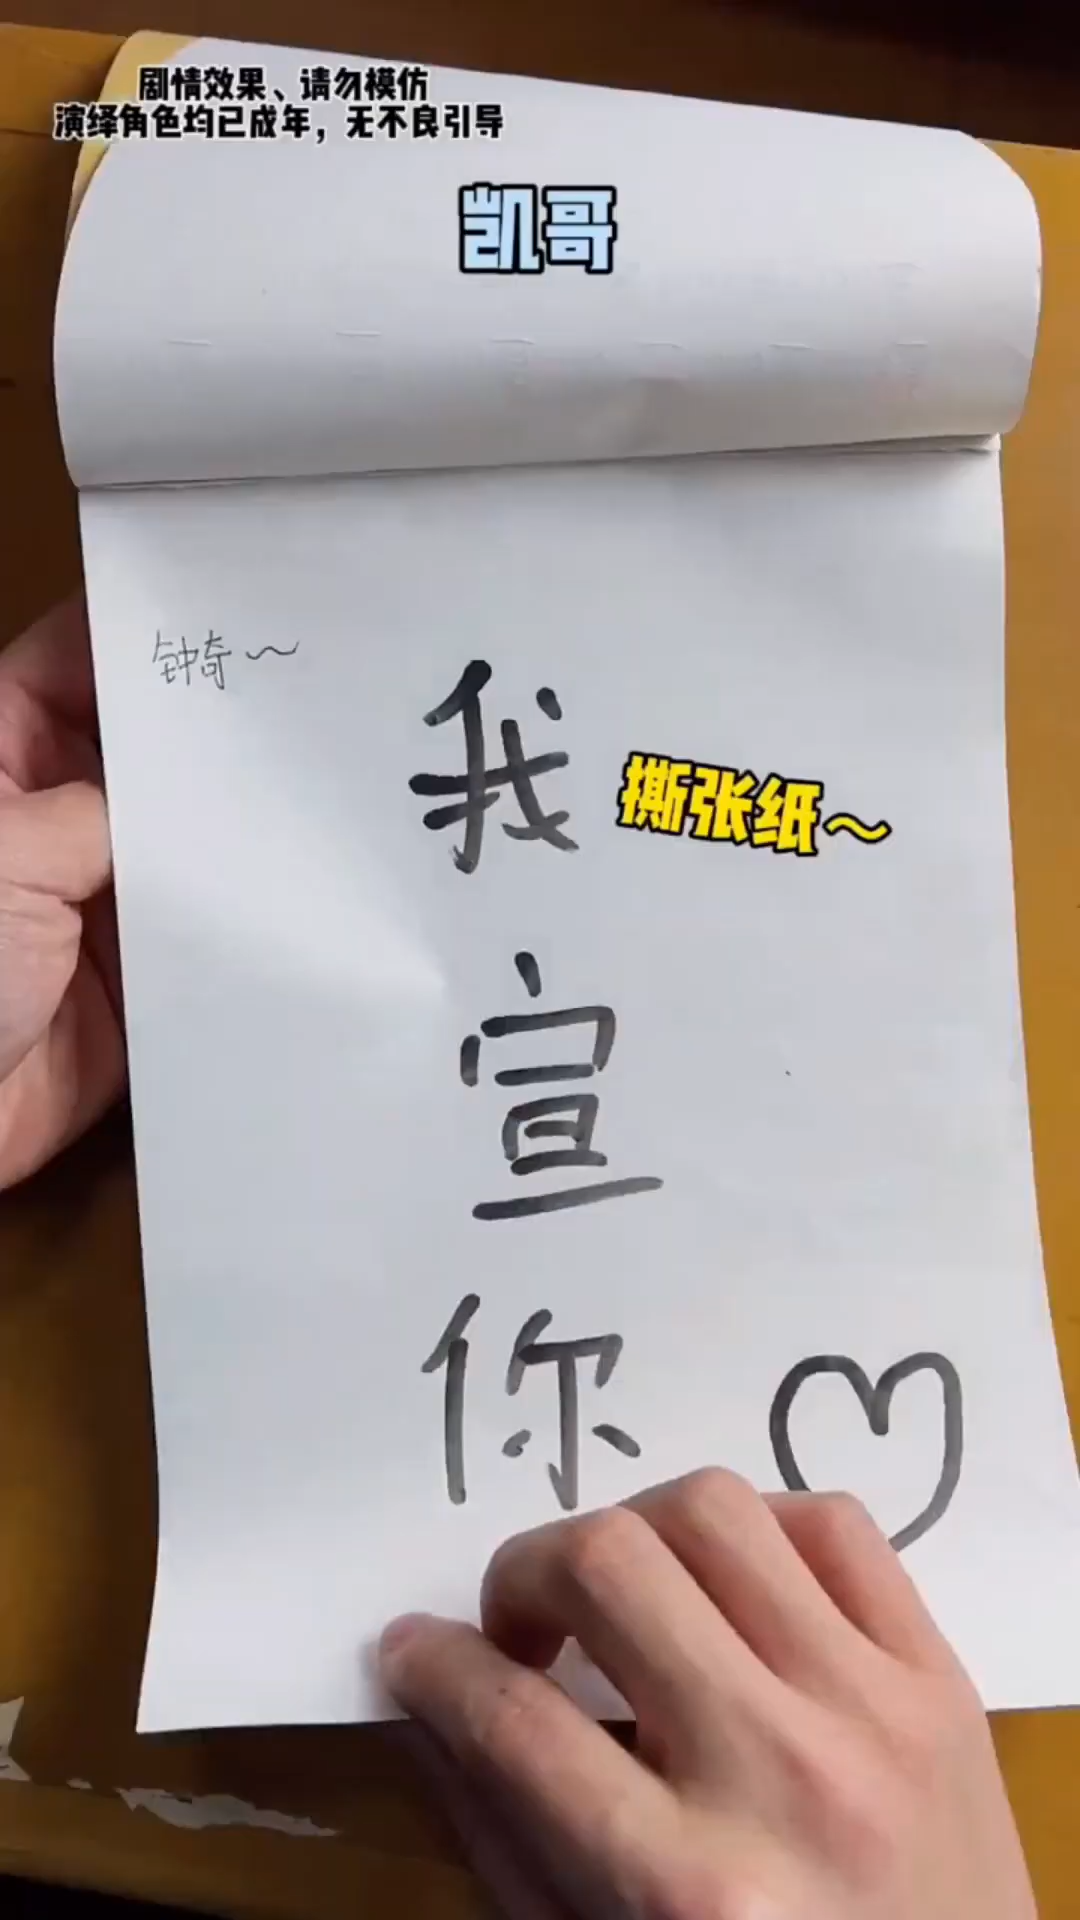 剧情效果、请勿模仿
演绎角色均已成年，无不良引导
凯哥
钟奇～
我
撕张纸～
宣
你